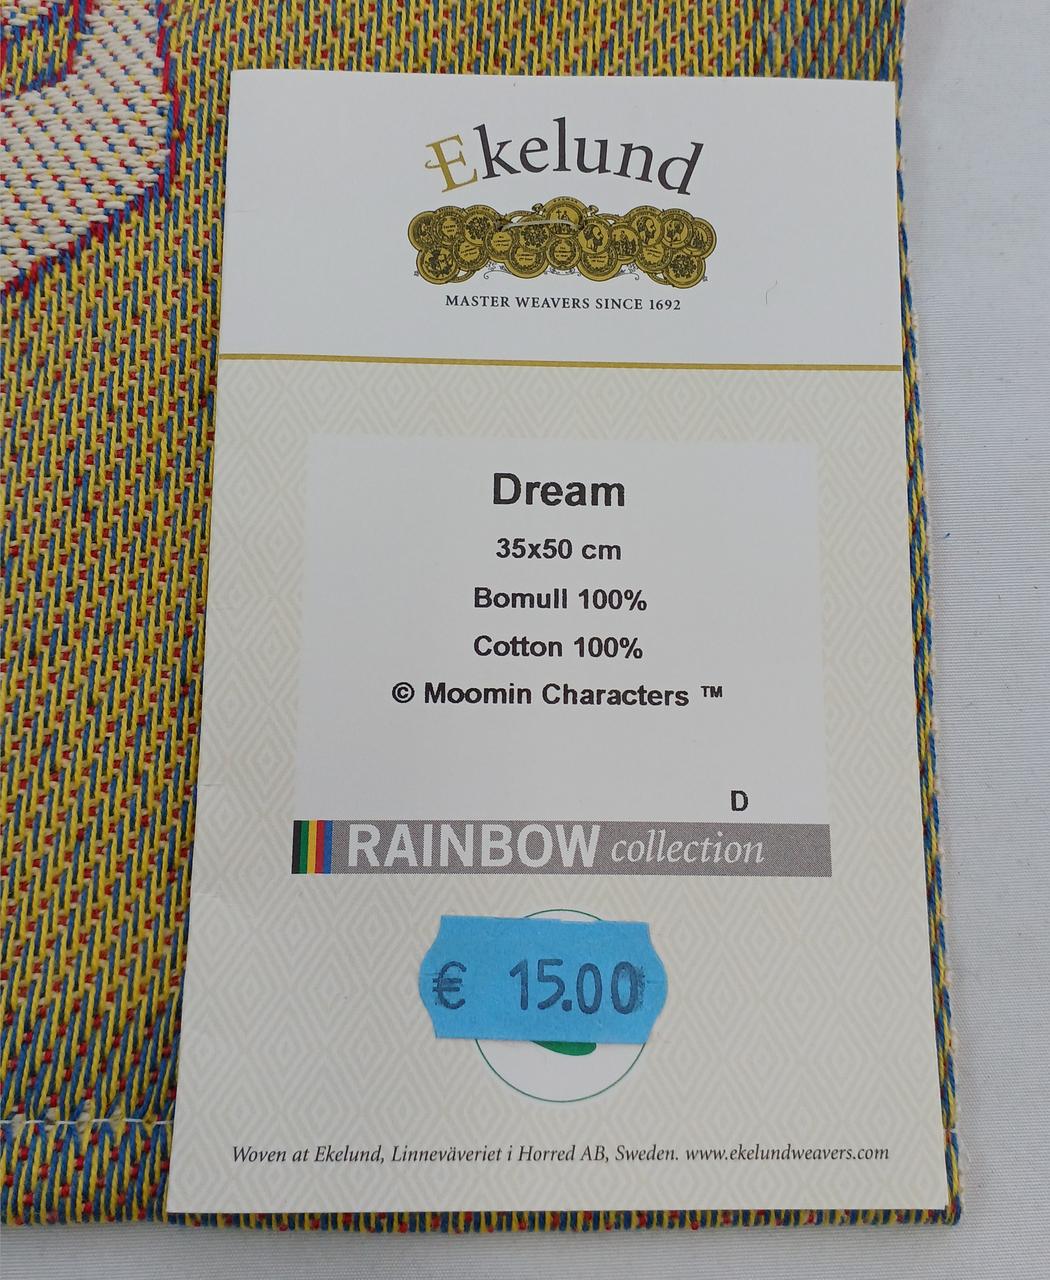 Ekelund
MASTER WEAVERS SINCE 1692
Dream
35x50 cm
Bomull 100%
Cotton 100%
© Moomin Characters ™
D
RAINBOW collection
€ 15.00
Woven at Ekelund, Linneväveriet i Horred AB, Sweden. www.ekelundweavers.com